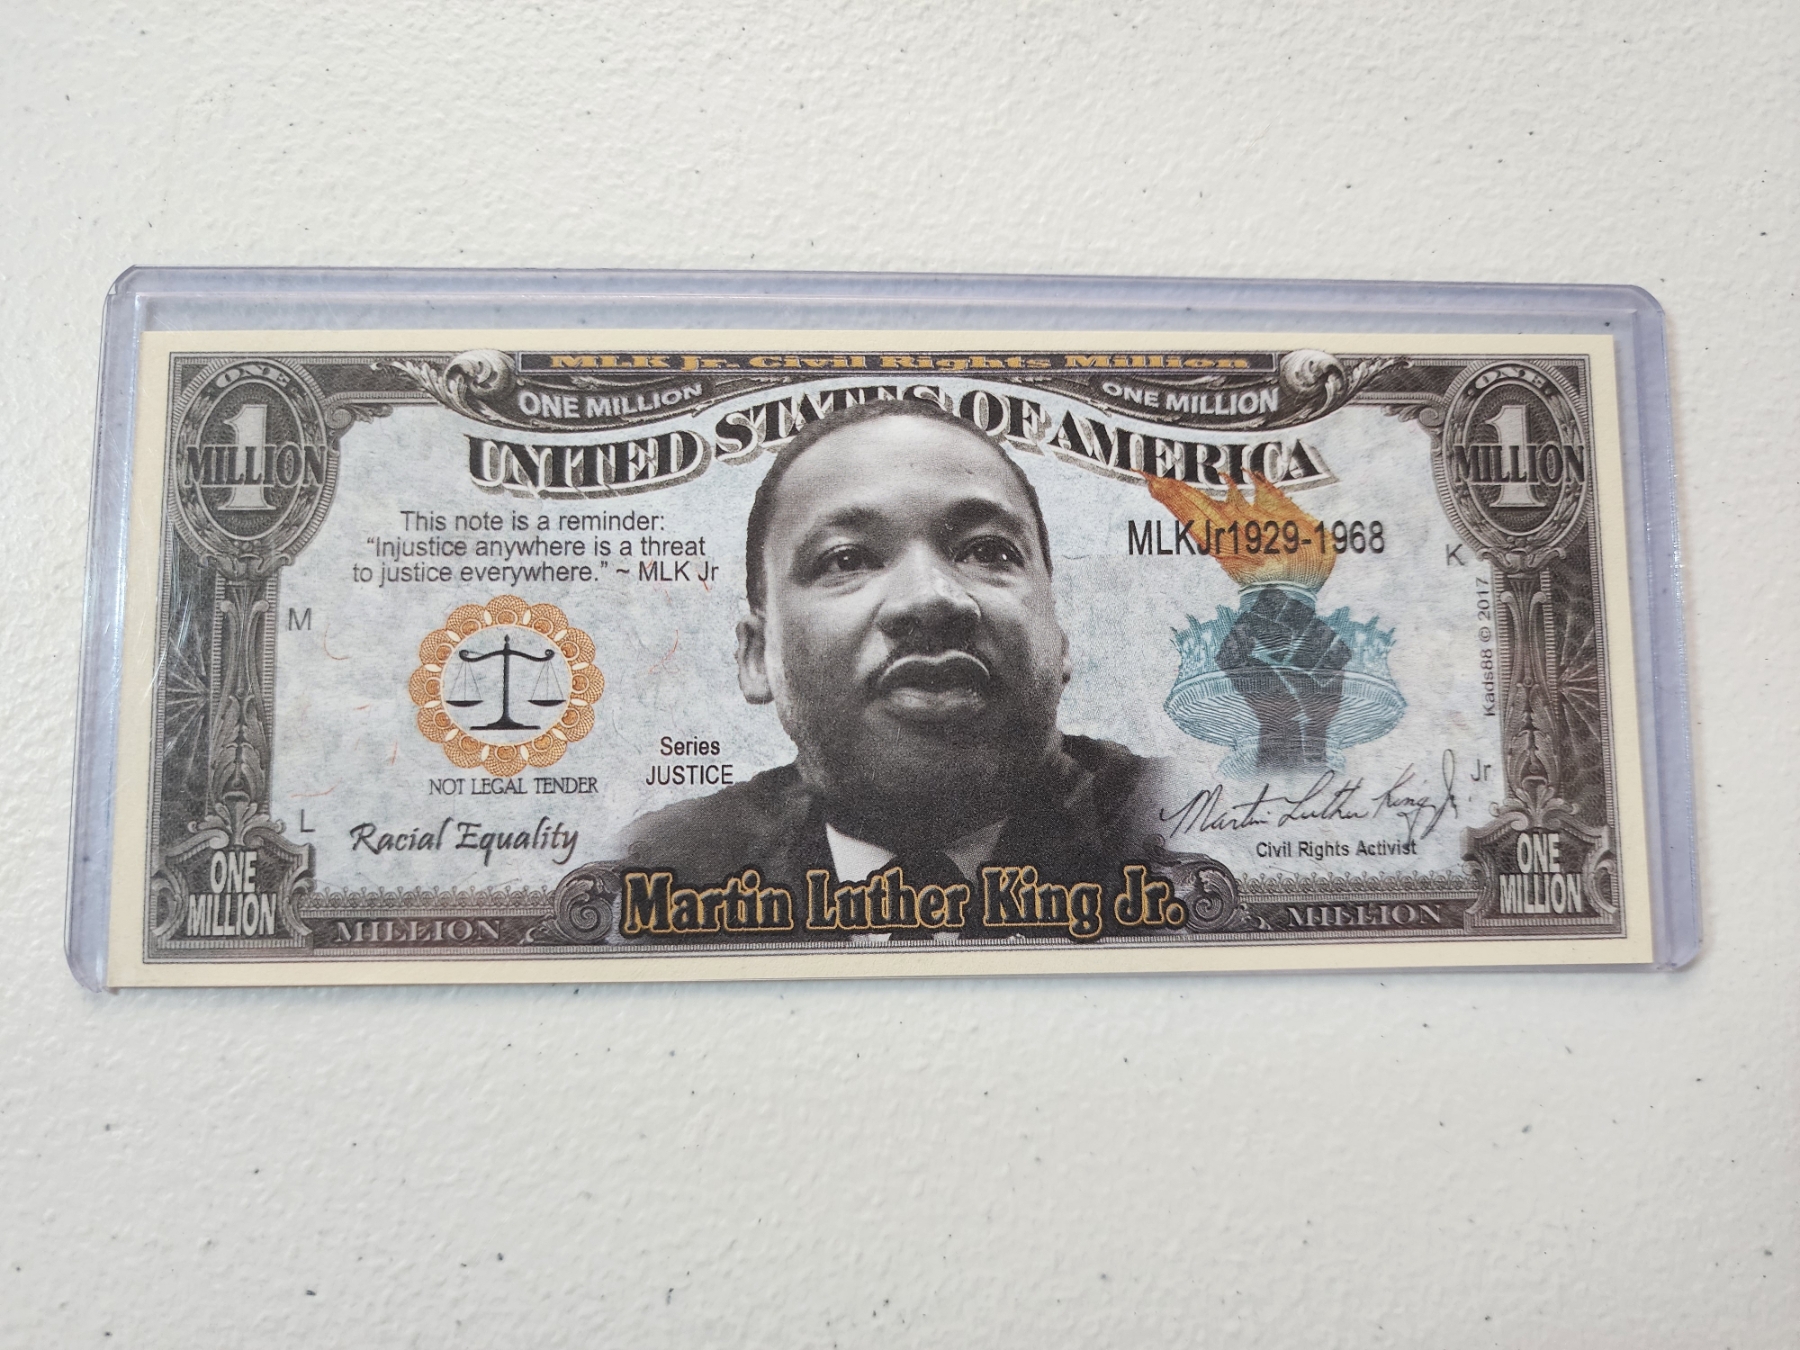 MLK Jr. Civil Rights Million
ONE MILLION
ONE MILLION
UNITED STATES OF AMERICA
ONE
1
MILLION
ONE
1
MILLION
This note is a reminder:
“Injustice anywhere is a threat
to justice everywhere.” ~ MLK Jr
MLKJr1929-1968
K
M
Kads88 © 2017
Series
JUSTICE
NOT LEGAL TENDER
Jr
L
Racial Equality
Martin Luther King Jr.
Civil Rights Activist
ONE
MILLION
ONE
MILLION
MILLION
Martin Luther King Jr.
MILLION